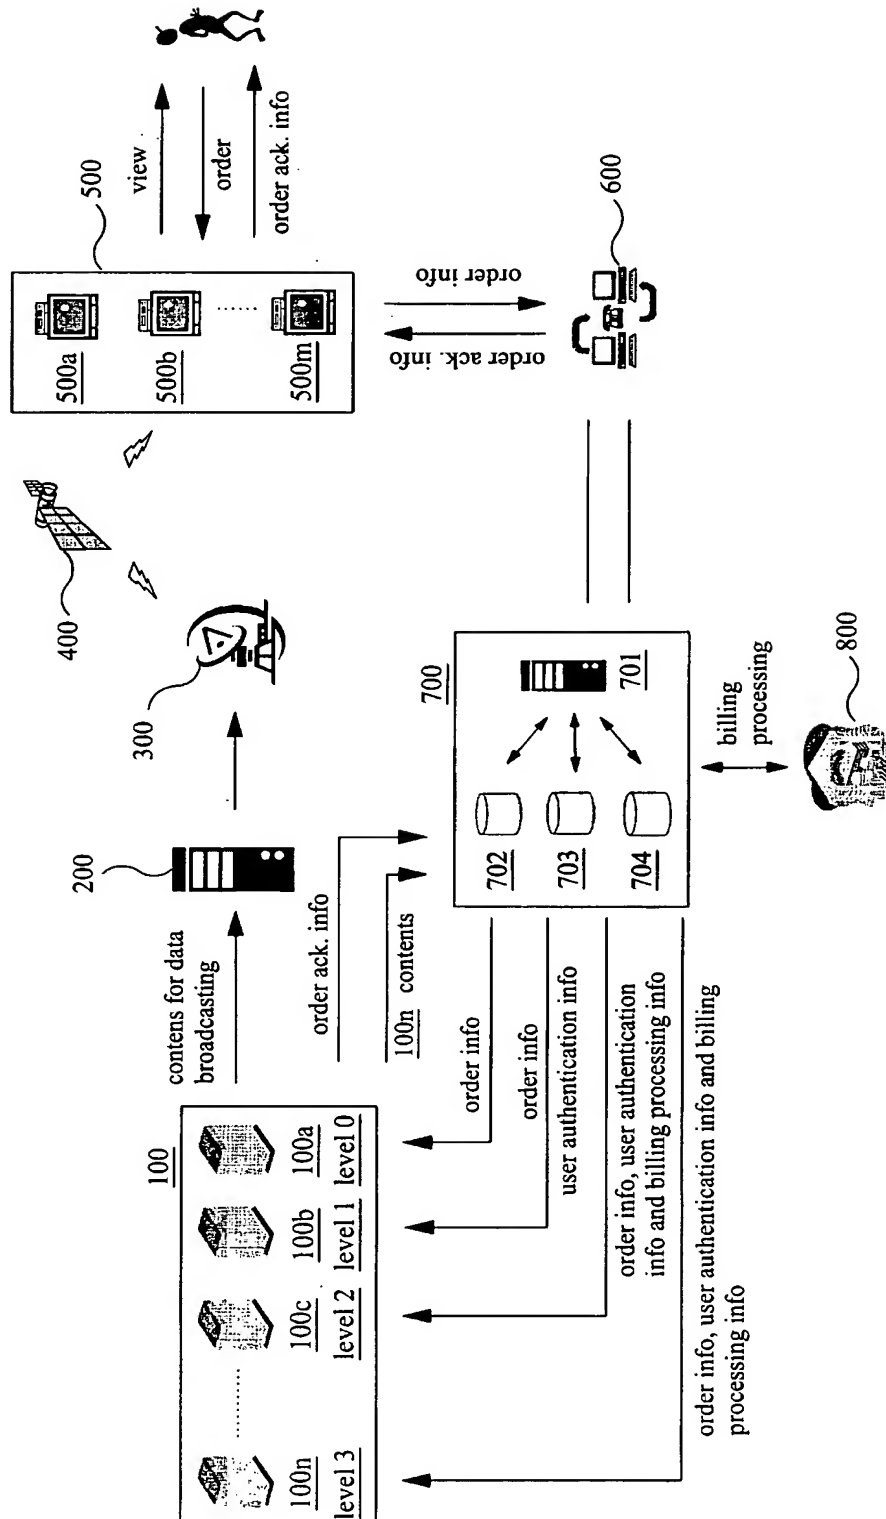 100
100n
level 3
100c
level 2
100b
level 1
100a
level 0
contens for data
broadcasting
200
300
400
500
500a
500b
500m
view
order
order ack. info
order info
order ack. info
600
order ack. info
100n contents
700
701
702
703
704
order info
order info
user authentication info
order info, user authentication
info and billing processing info
order info, user authentication info and billing
processing info
billing
processing
800